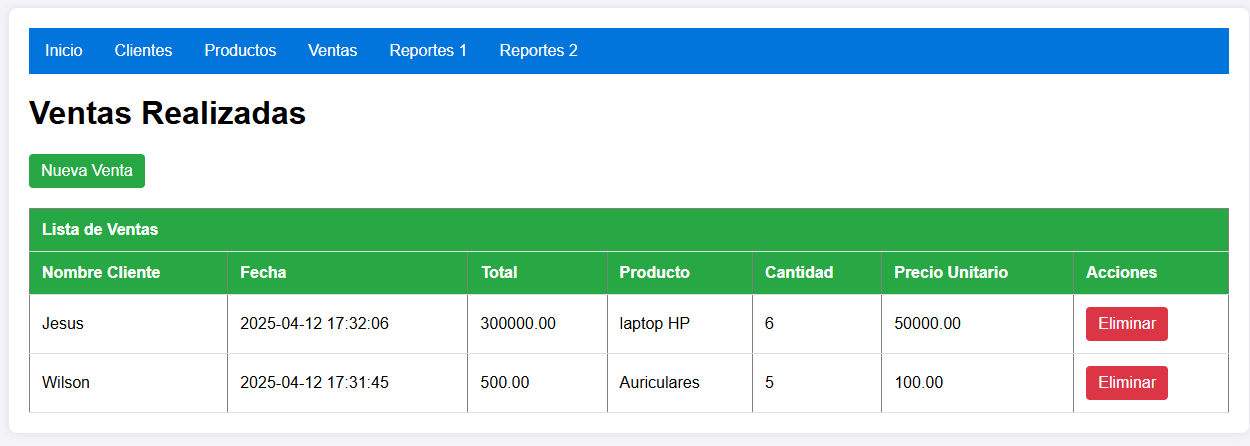 Inicio Clientes Productos Ventas Reportes 1 Reportes 2
Ventas Realizadas
Nueva Venta
Lista de Ventas
Nombre Cliente Fecha Total Producto Cantidad Precio Unitario Acciones
Jesus 2025-04-12 17:32:06 300000.00 laptop HP 6 50000.00 Eliminar
Wilson 2025-04-12 17:31:45 500.00 Auriculares 5 100.00 Eliminar